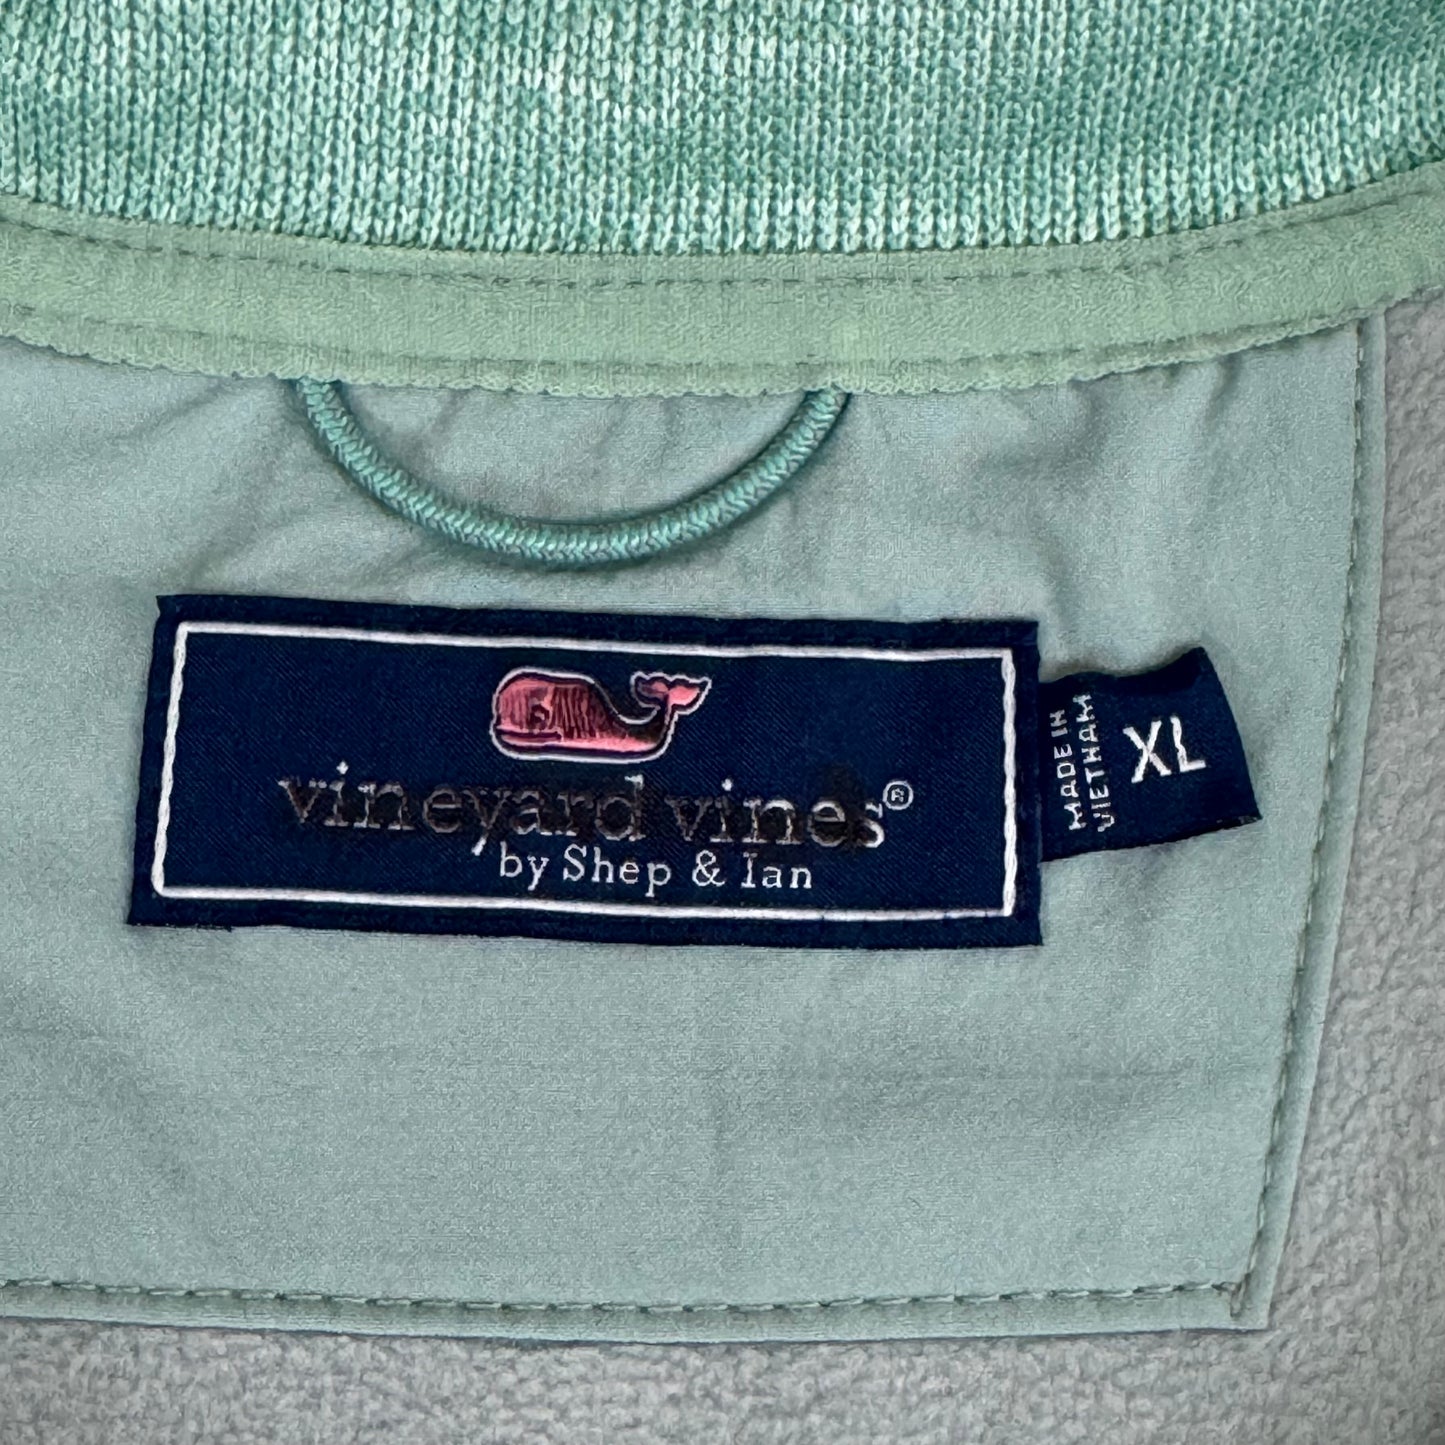 vineyard vines®
by Shep & Ian
MADE IN
VIETNAM
XL